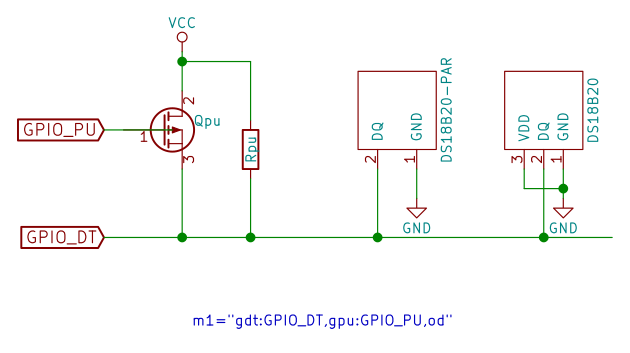 VCC
2
GPIO_PU
1
Qpu
3
Rpu
DQ
GND
DS18B20-PAR
2
1
GND
VDD
DQ
GND
DS18B20
3
2
1
GND
GPIO_DT
m1="gdt:GPIO_DT,gpu:GPIO_PU,od"